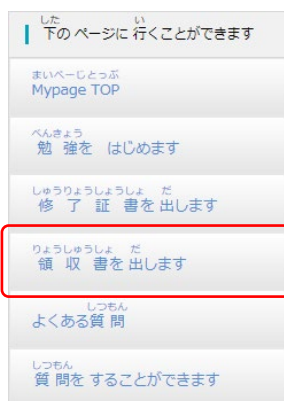 した い
下の ページに 行くことができます
まいぺーじとっぷ
Mypage TOP
べんきょう
勉 強を はじめます
しゅうりょうしょうしょ だ
修 了 証 書を 出します
りょうしゅうしょ だ
領 収 書を 出します
しつもん
よくある質 問
しつもん
質 問を することができます